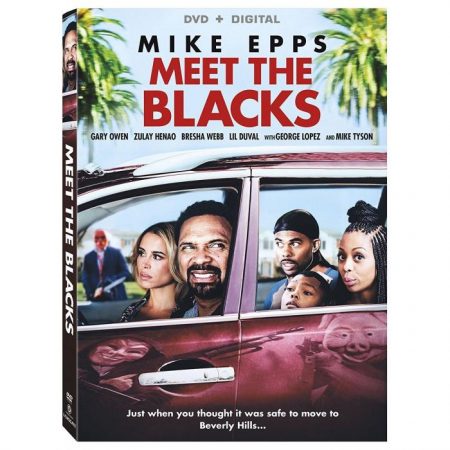 DVD + DIGITAL
MIKE EPPS
MEET THE
BLACKS
GARY OWEN ZULAY HENAO BRESHA WEBB LIL DUVAL WITH GEORGE LOPEZ AND MIKE TYSON
Just when you thought it was safe to move to
Beverly Hills...
MEET THE BLACKS